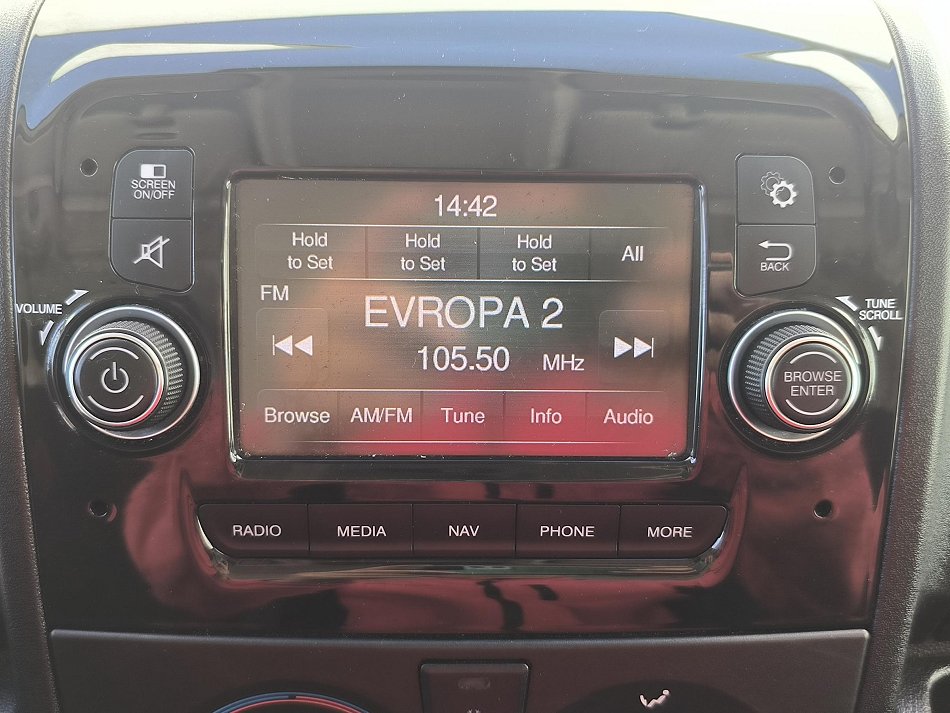 SCREEN
ON/OFF
BACK
VOLUME
TUNE
SCROLL
BROWSE
ENTER
14:42
Hold
to Set
Hold
to Set
Hold
to Set
All
FM
EVROPA 2
105.50 MHz
Browse AM/FM Tune Info Audio
RADIO MEDIA NAV PHONE MORE